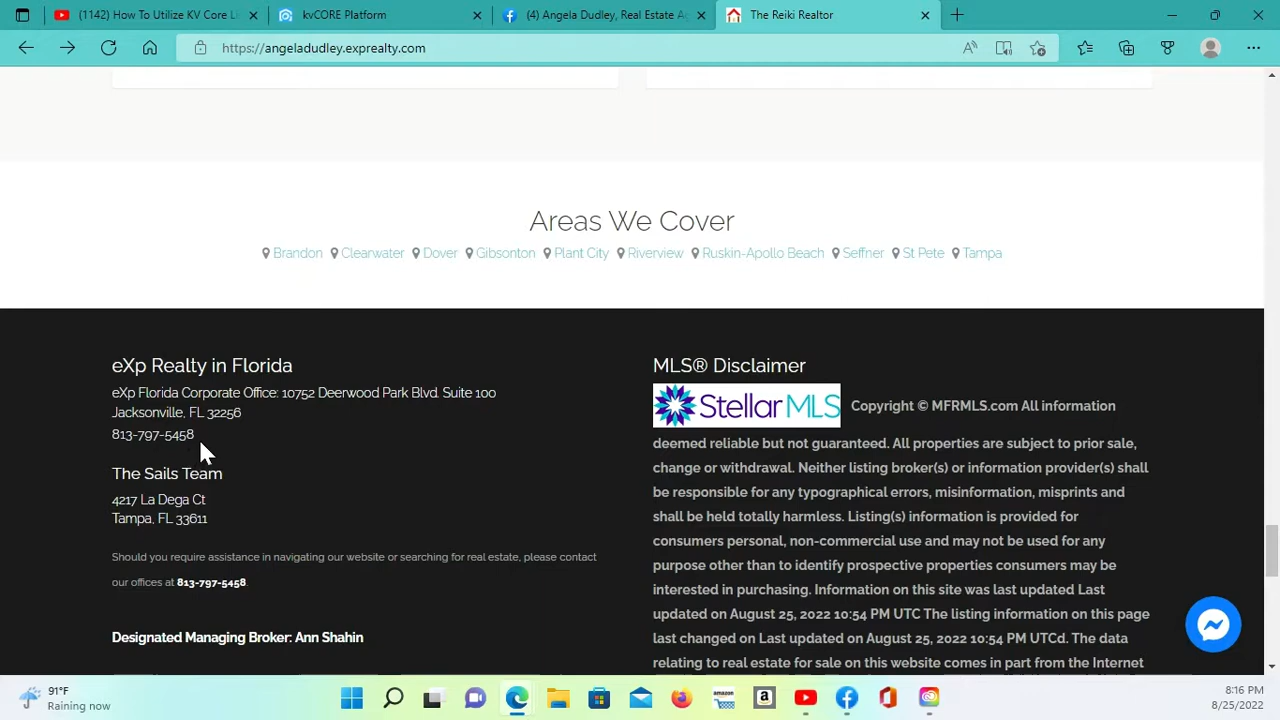 (1142) How To Utilize KV Core L
kvCORE Platform
(4) Angela Dudley, Real Estate A
The Reiki Realtor
https://angeladudley.exprealty.com
Areas We Cover
Brandon Clearwater Dover Gibsonton Plant City Riverview Ruskin-Apollo Beach Seffner St Pete Tampa
eXp Realty in Florida
eXp Florida Corporate Office: 10752 Deerwood Park Blvd. Suite 100
Jacksonville, FL 32256
813-797-5458
The Sails Team
4217 La Dega Ct
Tampa, FL 33611
Should you require assistance in navigating our website or searching for real estate, please contact
our offices at 813-797-5458.
Designated Managing Broker: Ann Shahin
MLS® Disclaimer
StellarMLS Copyright © MFRMLS.com All information
deemed reliable but not guaranteed. All properties are subject to prior sale,
change or withdrawal. Neither listing broker(s) or information provider(s) shall
be responsible for any typographical errors, misinformation, misprints and
shall be held totally harmless. Listing(s) information is provided for
consumers personal, non-commercial use and may not be used for any
purpose other than to identify prospective properties consumers may be
interested in purchasing. Information on this site was last updated Last
updated on August 25, 2022 10:54 PM UTC The listing information on this page
last changed on Last updated on August 25, 2022 10:54 PM UTCd. The data
relating to real estate for sale on this website comes in part from the Internet
91°F
Raining now
amazon
8:16 PM
8/25/2022